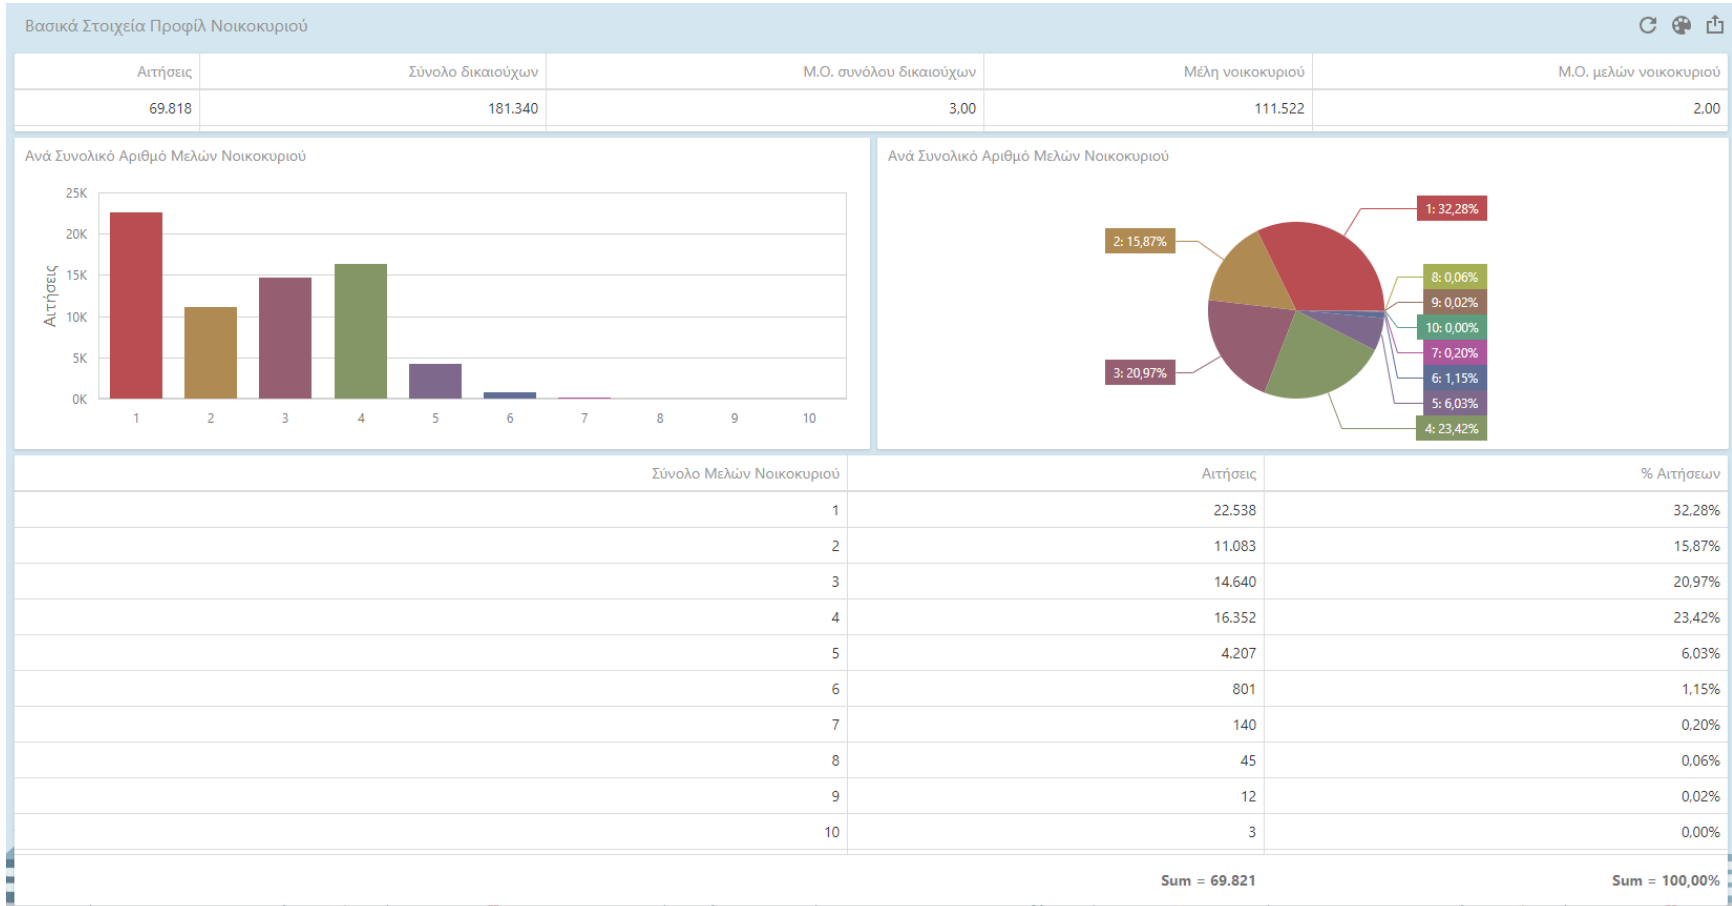 Βασικά Στοιχεία Προφίλ Νοικοκυριού
Αιτήσεις Σύνολο δικαιούχων Μ.Ο. συνόλου δικαιούχων Μέλη νοικοκυριού Μ.Ο. μελών νοικοκυριού
69.818 181.340 3,00 111.522 2,00
Ανά Συνολικό Αριθμό Μελών Νοικοκυριού
25K
20K
15K
10K
5K
0K
Αιτήσεις
1 2 3 4 5 6 7 8 9 10
Ανά Συνολικό Αριθμό Μελών Νοικοκυριού
1: 32,28%
2: 15,87%
8: 0,06%
9: 0,02%
10: 0,00%
7: 0,20%
3: 20,97%
6: 1,15%
5: 6,03%
4: 23,42%
Σύνολο Μελών Νοικοκυριού Αιτήσεις % Αιτήσεων
1 22.538 32,28%
2 11.083 15,87%
3 14.640 20,97%
4 16.352 23,42%
5 4.207 6,03%
6 801 1,15%
7 140 0,20%
8 45 0,06%
9 12 0,02%
10 3 0,00%
Sum = 69.821 Sum = 100,00%